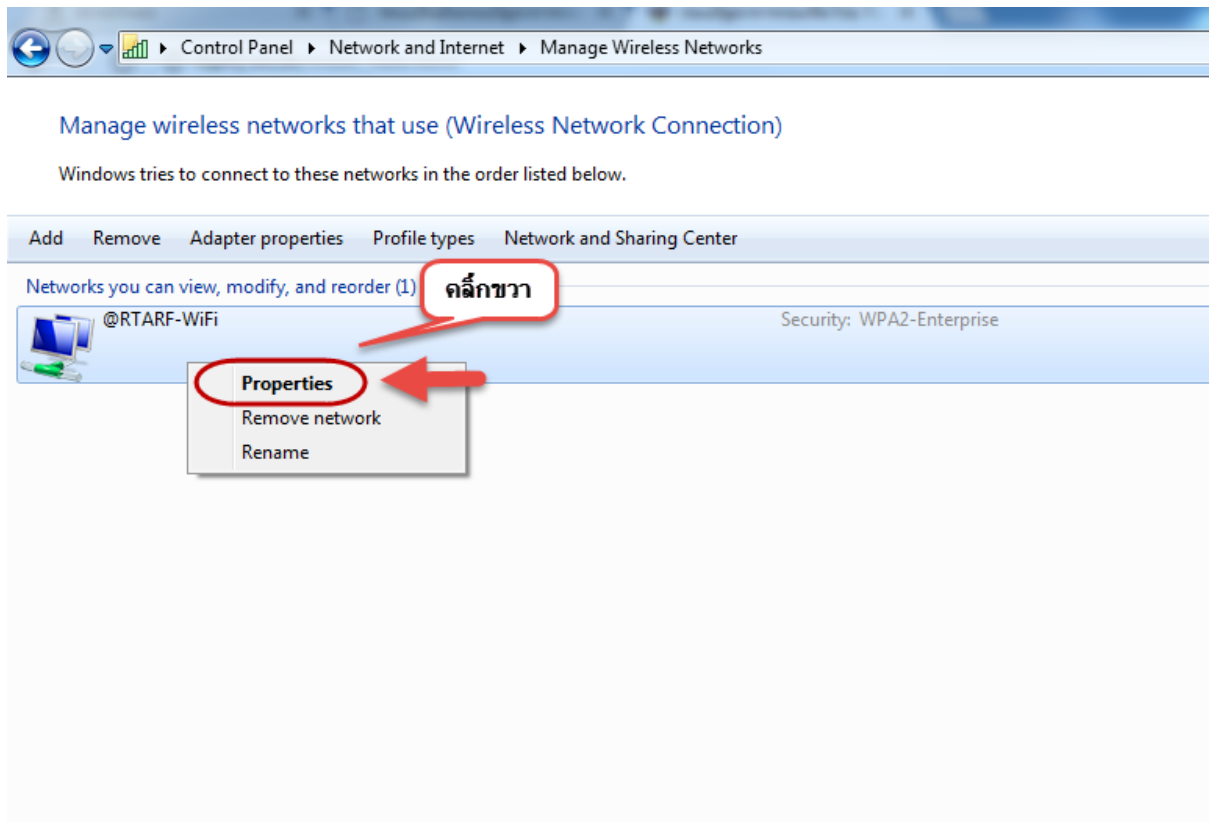 Control Panel ▸ Network and Internet ▸ Manage Wireless Networks
Manage wireless networks that use (Wireless Network Connection)
Windows tries to connect to these networks in the order listed below.
Add Remove Adapter properties Profile types Network and Sharing Center
Networks you can view, modify, and reorder (1)
คลิ๊กขวา
@RTARF-WiFi Security: WPA2-Enterprise
Properties
Remove network
Rename